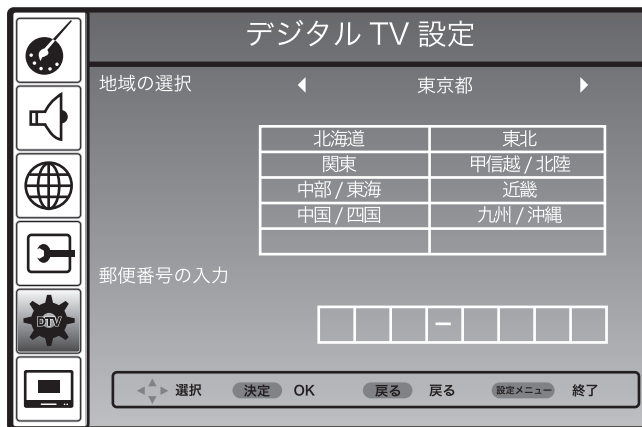 デジタル TV 設定
地域の選択 東京都
北海道 東北
関東 甲信越 / 北陸
中部 / 東海 近畿
中国 / 四国 九州 / 沖縄
郵便番号の入力
–
DTV
選択 決定 OK 戻る 戻る 設定メニュー 終了